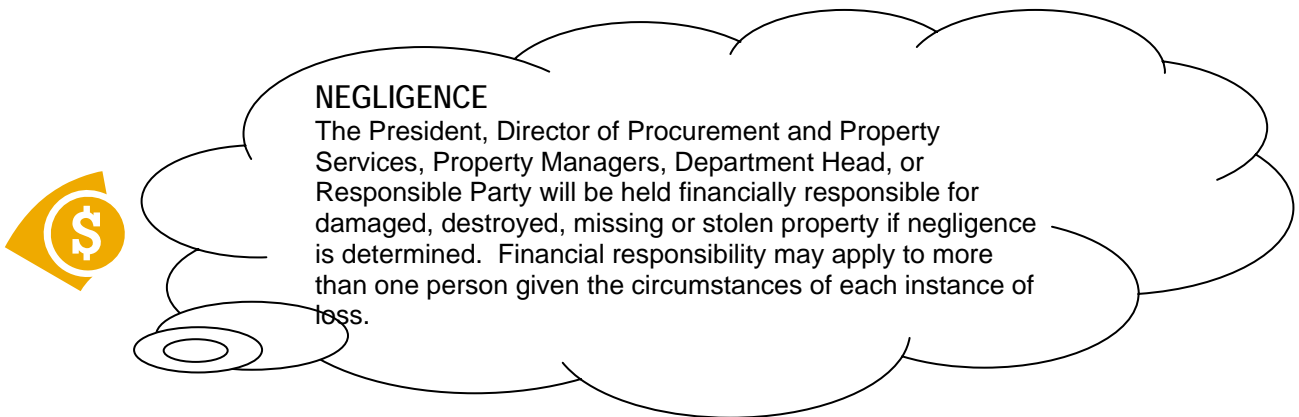 NEGLIGENCE
The President, Director of Procurement and Property
Services, Property Managers, Department Head, or
Responsible Party will be held financially responsible for
damaged, destroyed, missing or stolen property if negligence
is determined.  Financial responsibility may apply to more
than one person given the circumstances of each instance of
loss.
$